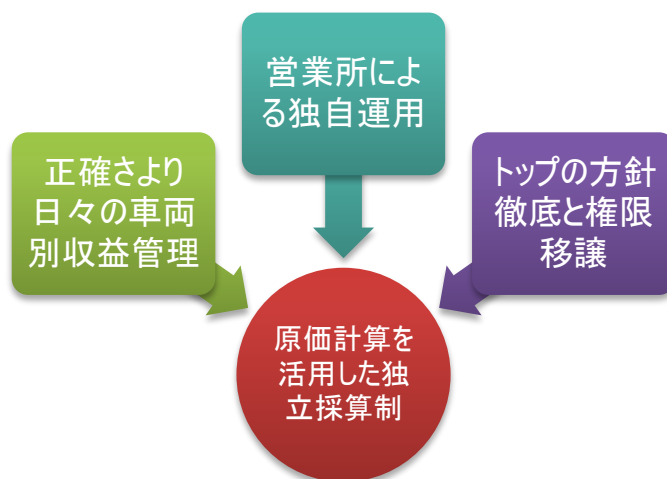 営業所によ
る独自運用
正確さより
日々の車両
別収益管理
トップの方針
徹底と権限
移譲
原価計算を
活用した独
立採算制